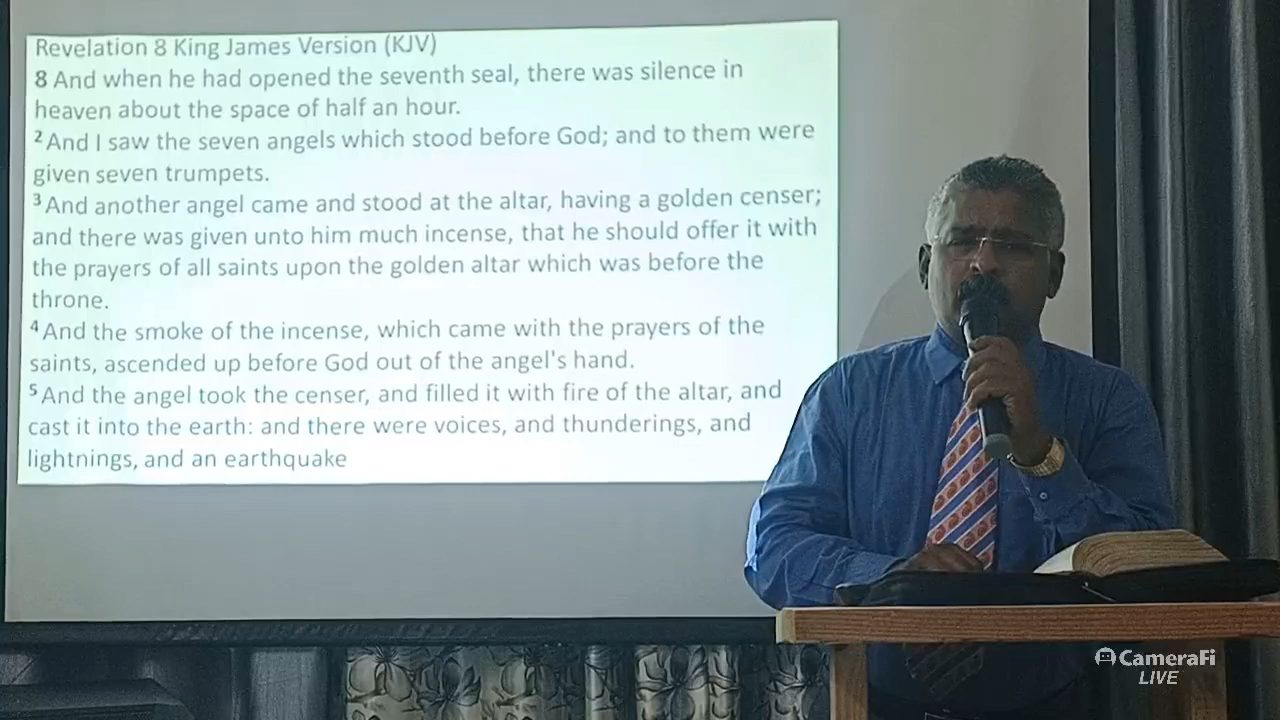 Revelation 8 King James Version (KJV)
8 And when he had opened the seventh seal, there was silence in
heaven about the space of half an hour.
2 And I saw the seven angels which stood before God; and to them were
given seven trumpets.
3 And another angel came and stood at the altar, having a golden censer;
and there was given unto him much incense, that he should offer it with
the prayers of all saints upon the golden altar which was before the
throne.
4 And the smoke of the incense, which came with the prayers of the
saints, ascended up before God out of the angel's hand.
5 And the angel took the censer, and filled it with fire of the altar, and
cast it into the earth: and there were voices, and thunderings, and
lightnings, and an earthquake
CameraFi
LIVE